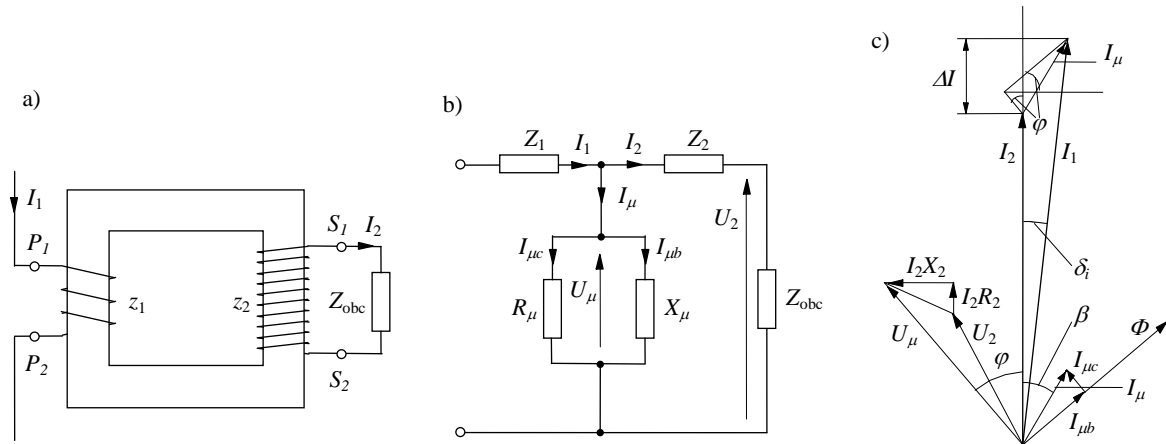 a)
I1
P1
P2
z1
z2
S1
I2
Zobc
S2
b)
Z1
I1
I2
Z2
Iμ
Iμc
Iμb
Uμ
Rμ
Xμ
U2
Zobc
c)
ΔI
Iμ
φ
I2
I1
δi
I2X2
I2R2
Uμ
U2
φ
β
Φ
Iμc
Iμ
Iμb